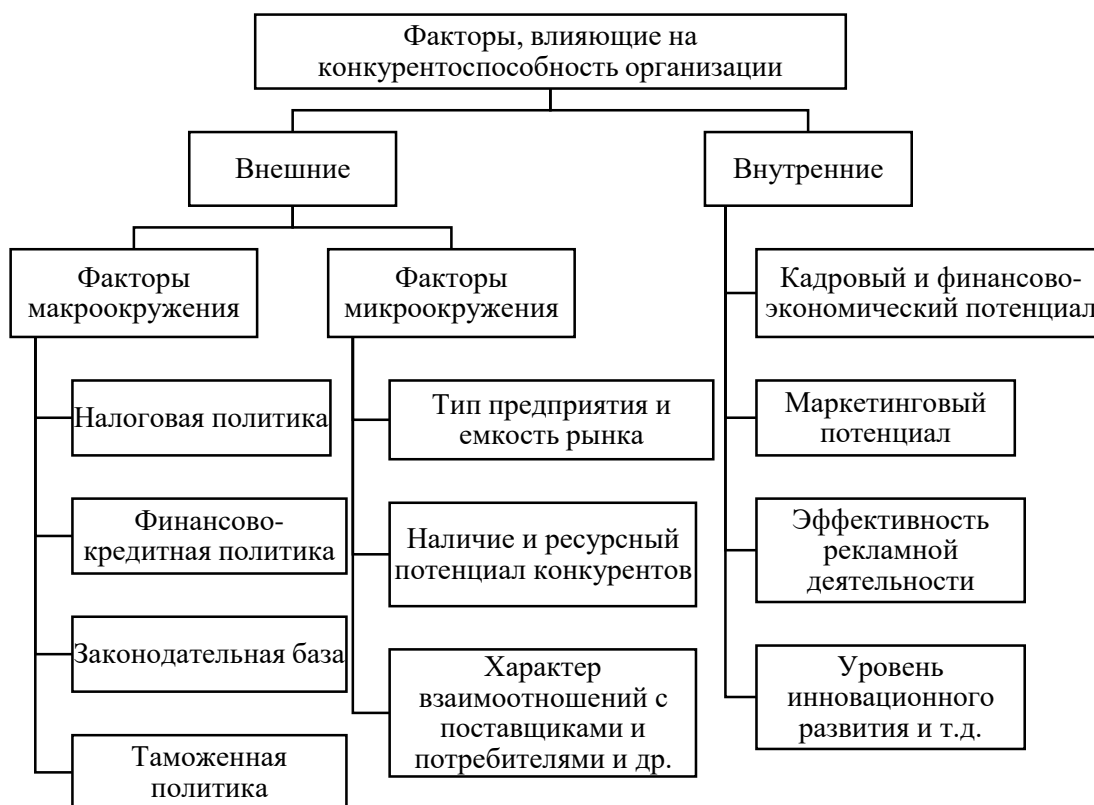 Факторы, влияющие на
конкурентоспособность организации
Внешние
Внутренние
Факторы
макроокружения
Факторы
микроокружения
Кадровый и финансово-
экономический потенциал
Налоговая политика
Тип предприятия и
емкость рынка
Маркетинговый
потенциал
Финансово-
кредитная политика
Наличие и ресурсный
потенциал конкурентов
Эффективность
рекламной
деятельности
Законодательная база
Характер
взаимоотношений с
поставщиками и
потребителями и др.
Уровень
инновационного
развития и т.д.
Таможенная
политика